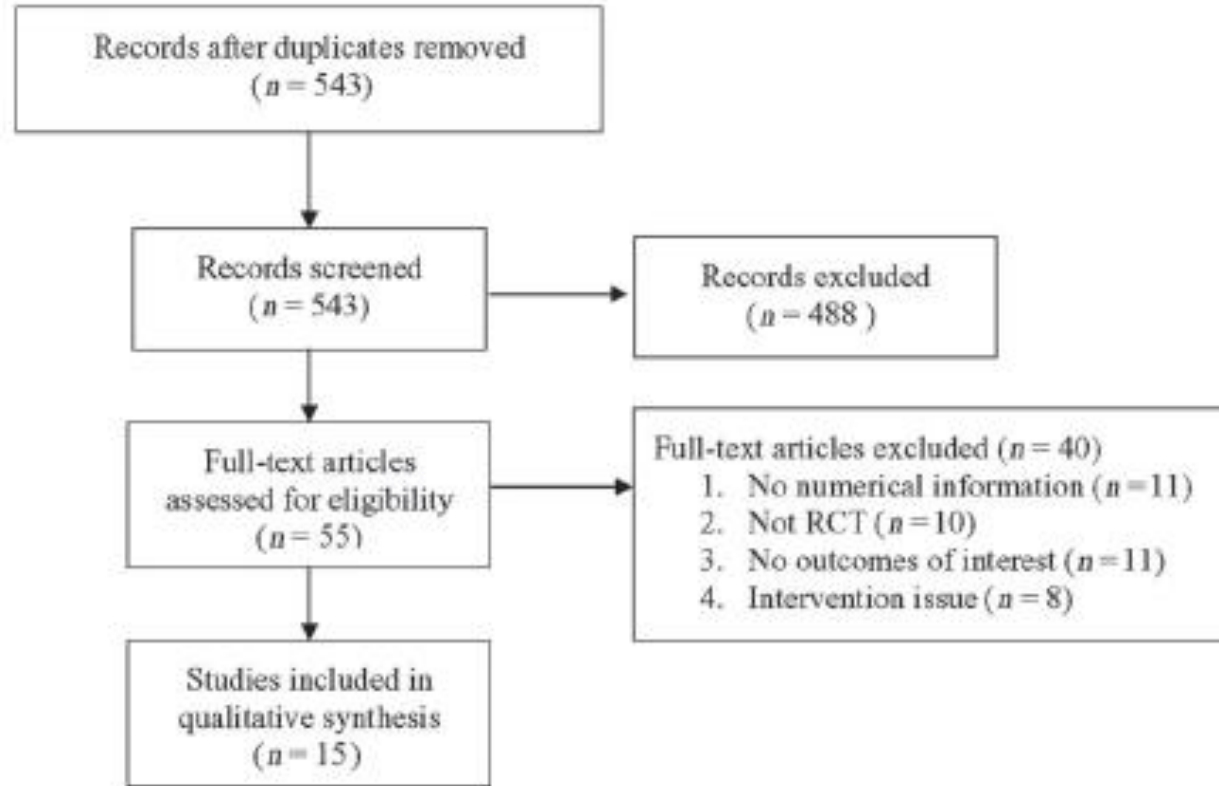 Records after duplicates removed
(n = 543)
Records screened
(n = 543)
Records excluded
(n = 488 )
Full-text articles
assessed for eligibility
(n = 55)
Full-text articles excluded (n = 40)
1. No numerical information (n =11)
2. Not RCT (n =10)
3. No outcomes of interest (n =11)
4. Intervention issue (n = 8)
Studies included in
qualitative synthesis
(n = 15)